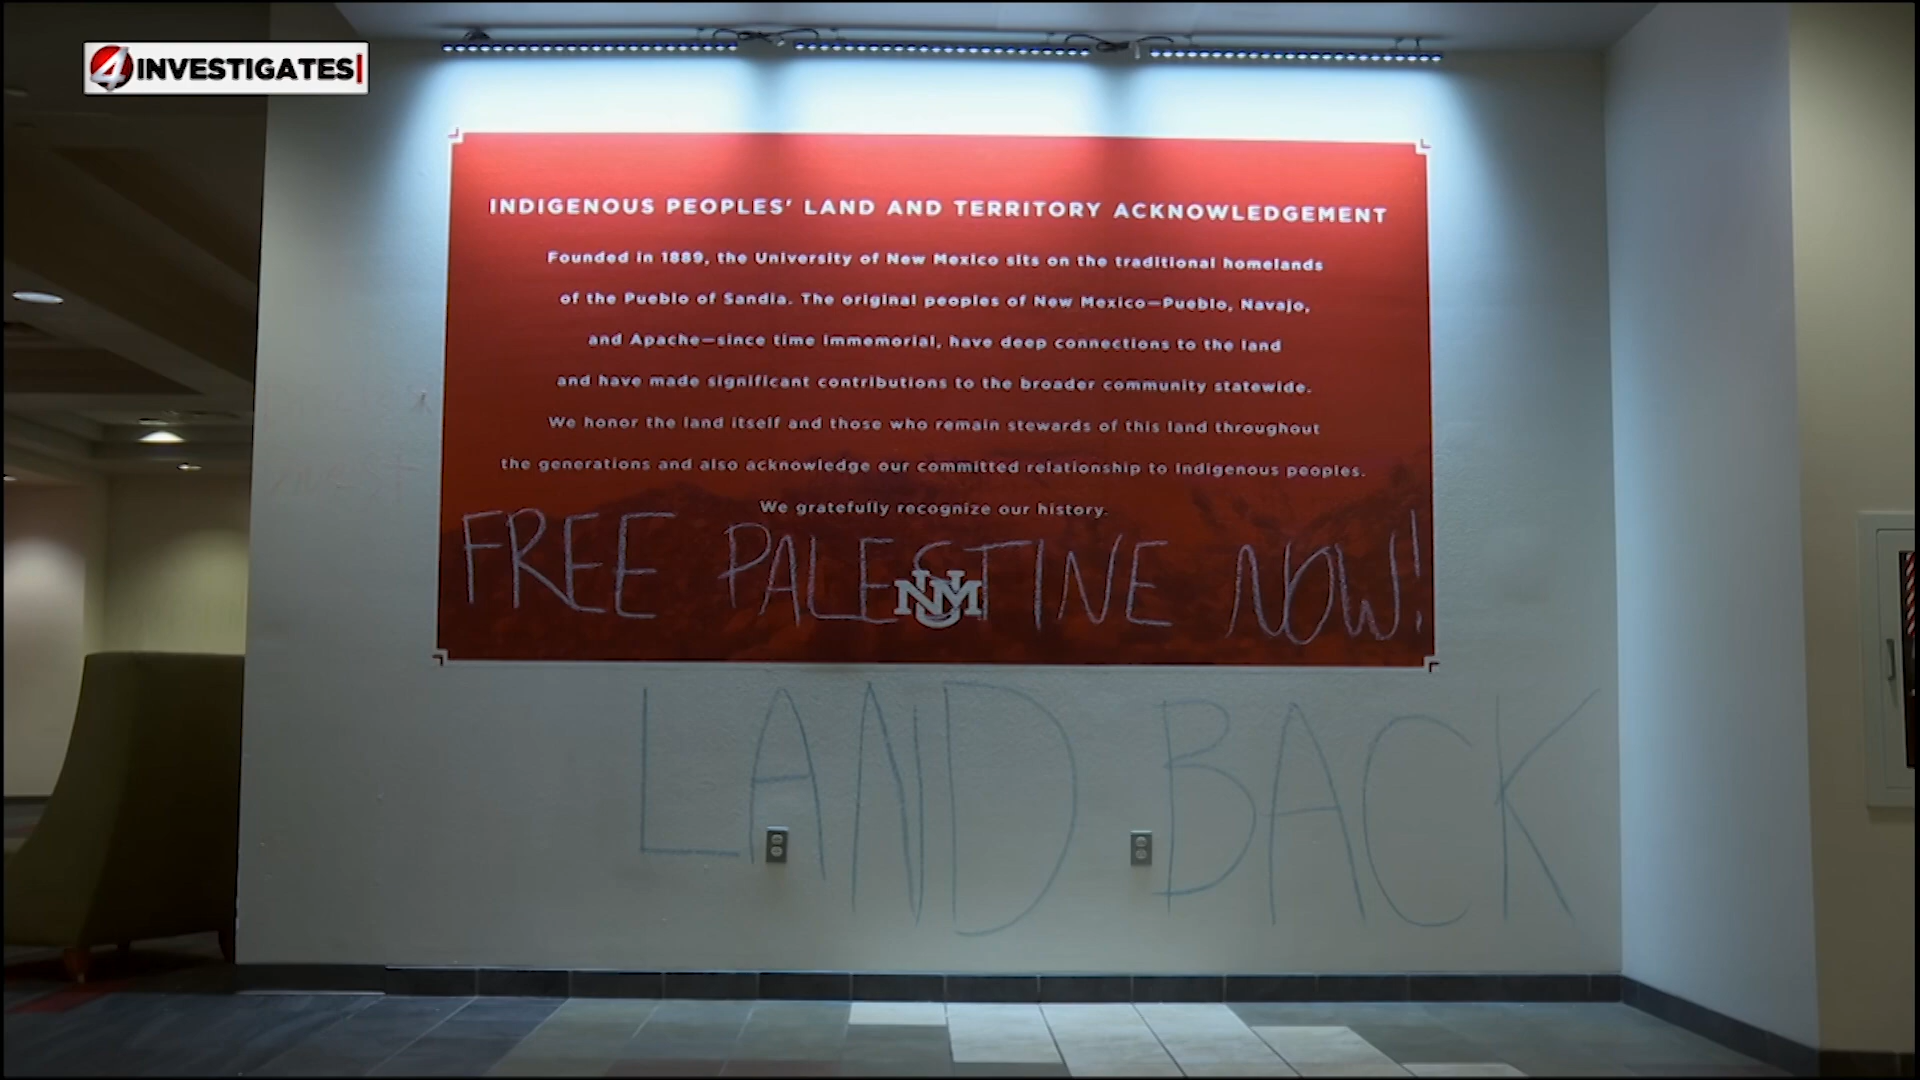 4 INVESTIGATES
INDIGENOUS PEOPLES' LAND AND TERRITORY ACKNOWLEDGEMENT
Founded in 1889, the University of New Mexico sits on the traditional homelands
of the Pueblo of Sandia. The original peoples of New Mexico—Pueblo, Navajo,
and Apache—since time immemorial, have deep connections to the land
and have made significant contributions to the broader community statewide.
We honor the land itself and those who remain stewards of this land throughout
the generations and also acknowledge our committed relationship to Indigenous peoples.
We gratefully recognize our history.
FREE PALESTINE NOW!
UNM
LAND BACK